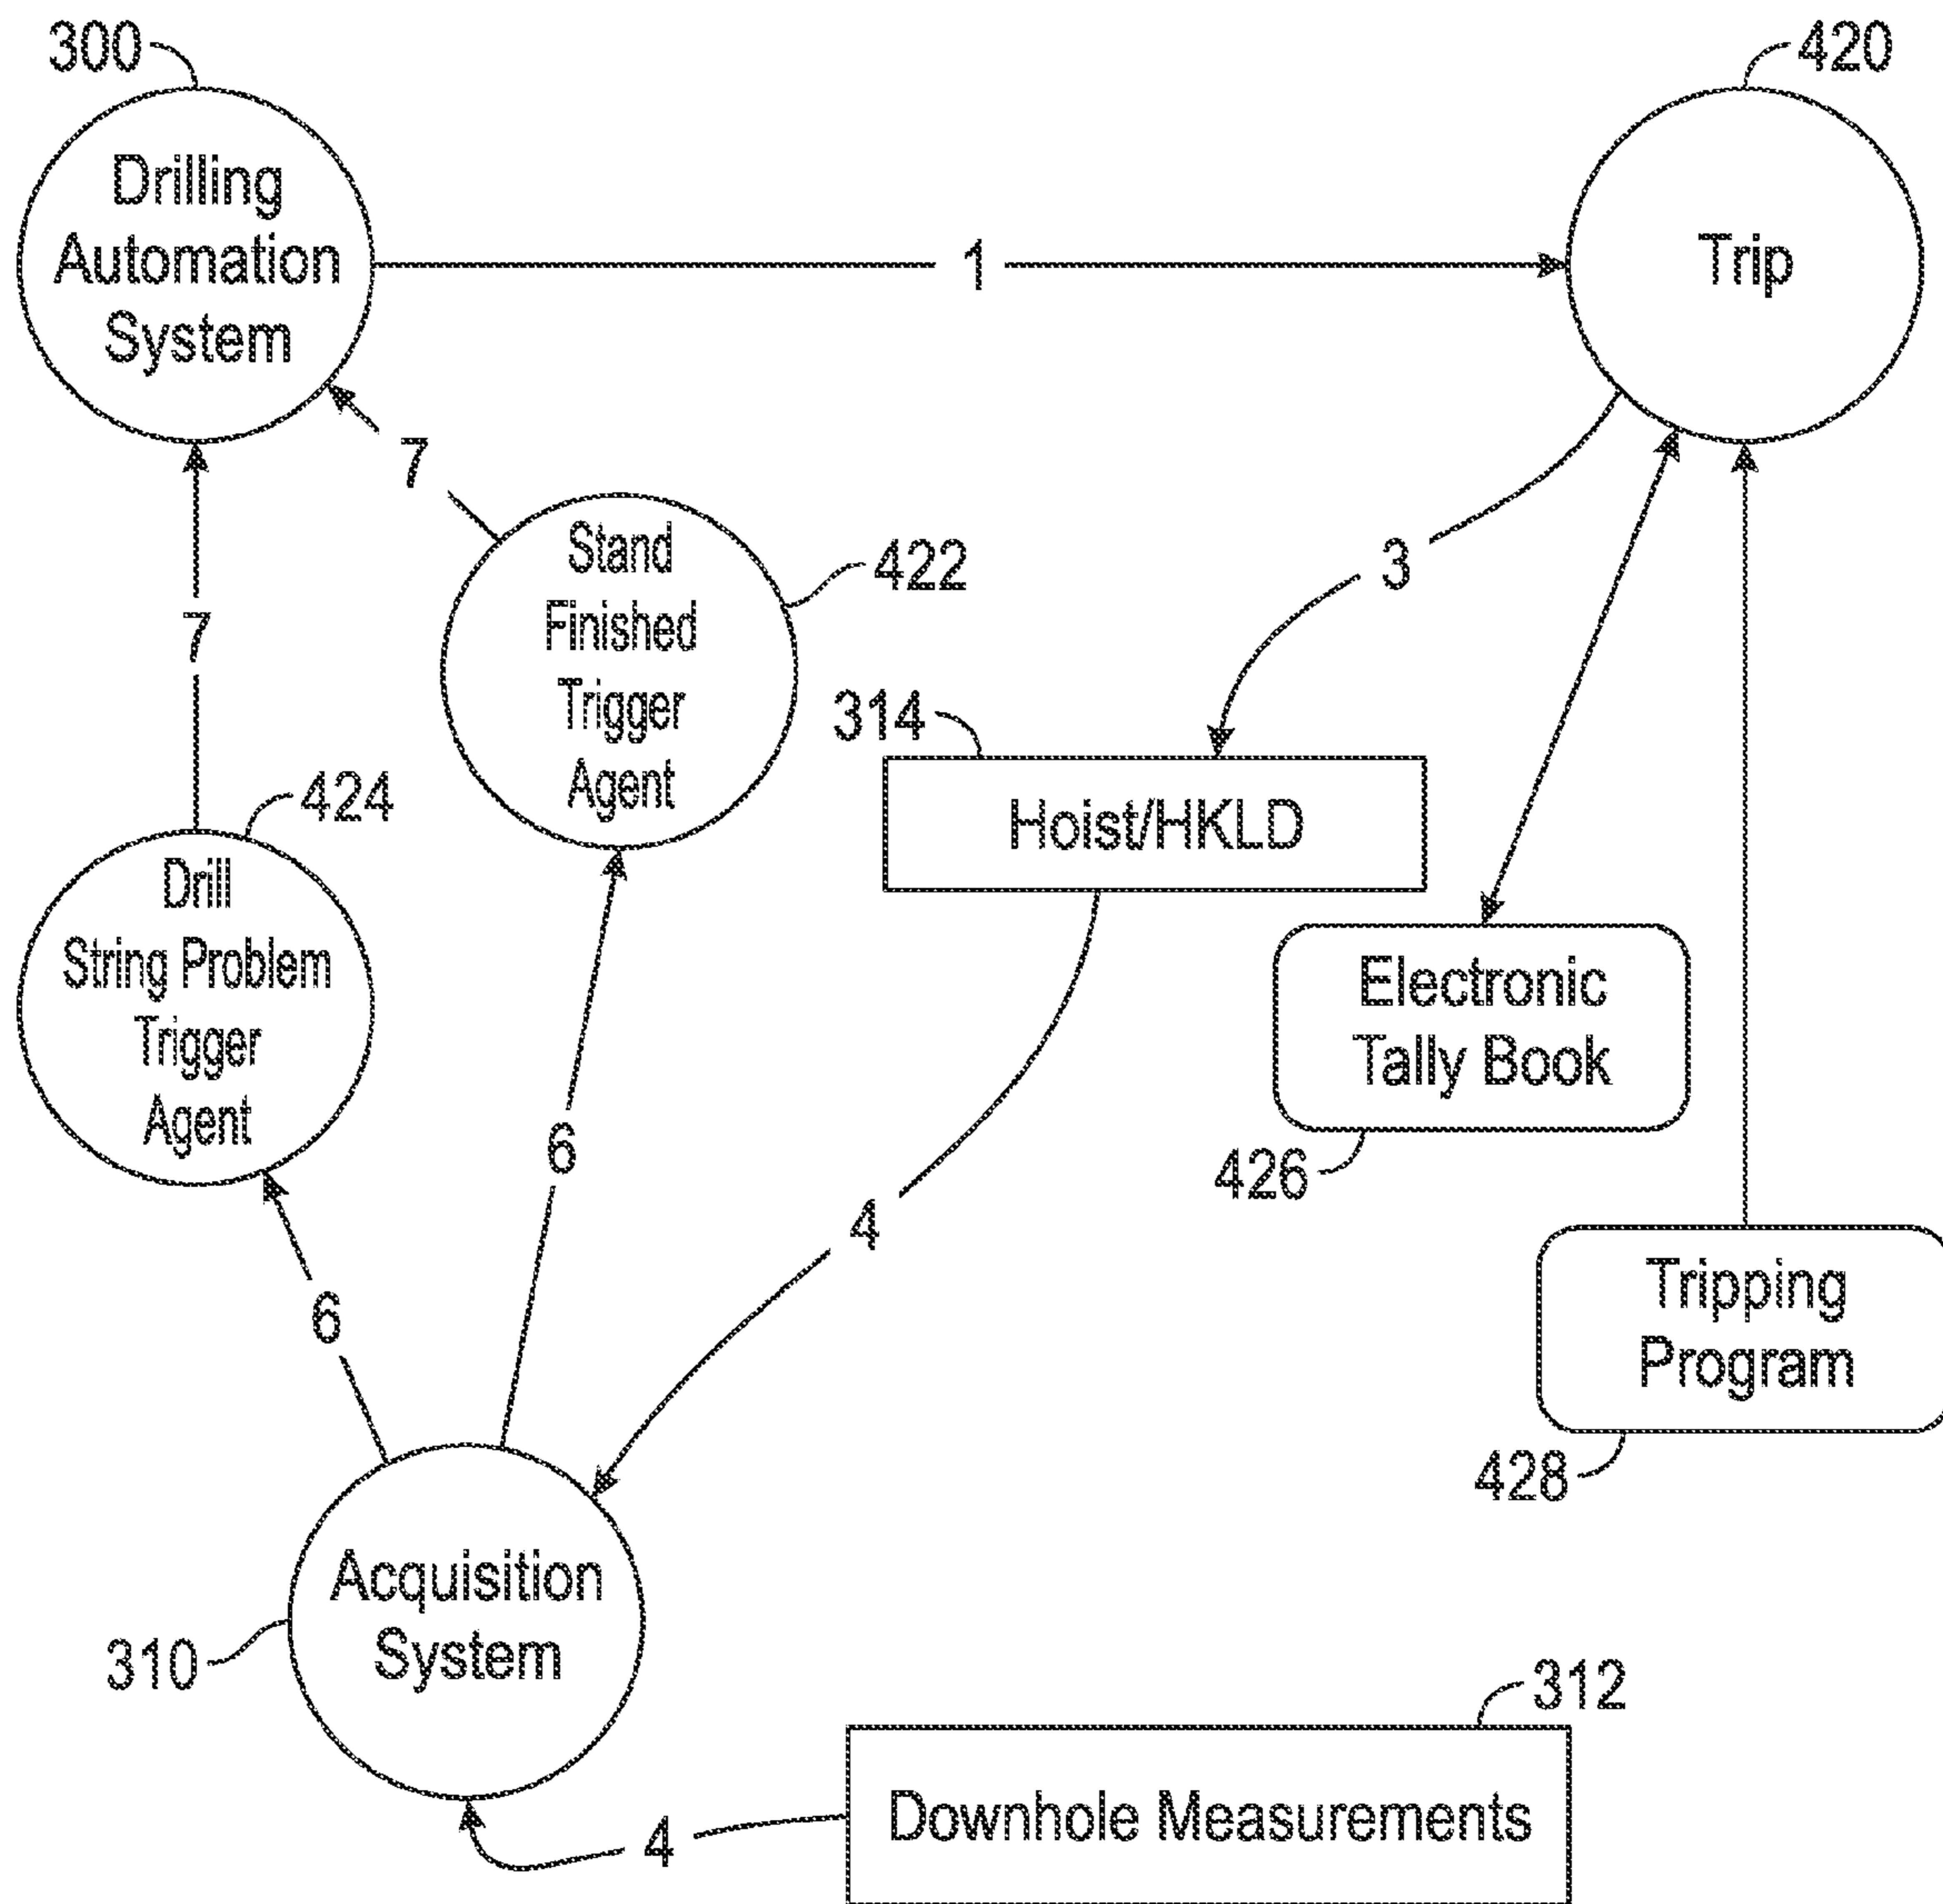 300
420
Drilling
Automation
System
1
Trip
7
7
Stand
Finished
Trigger
Agent
422
3
314
Hoist/HKLD
424
Drill
String Problem
Trigger
Agent
Electronic
Tally Book
426
6
6
4
Tripping
Program
428
Acquisition
System
310
312
Downhole Measurements
4